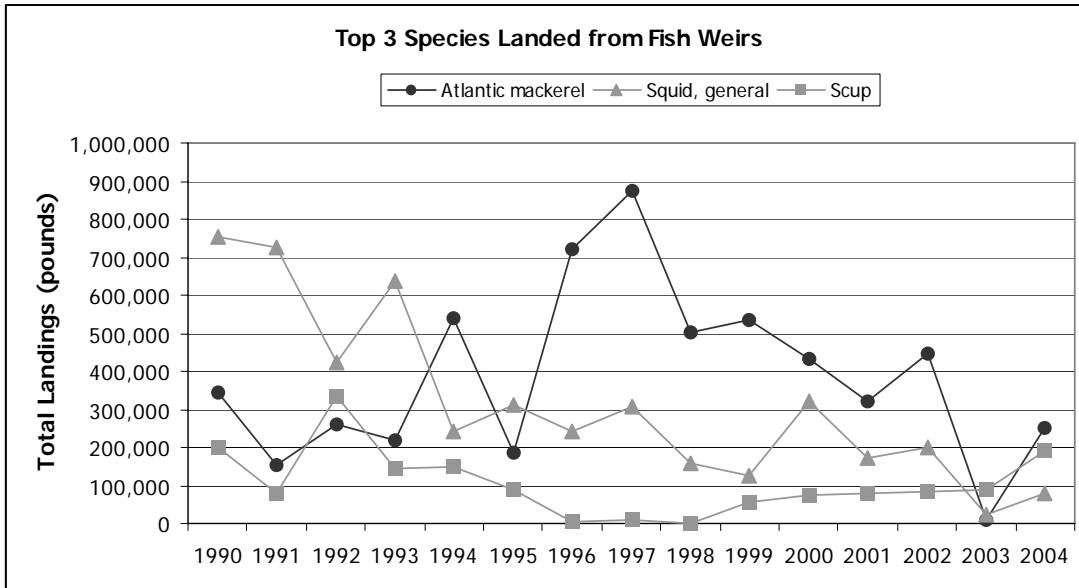 Top 3 Species Landed from Fish Weirs
Atlantic mackerel Squid, general Scup
Total Landings (pounds)
1,000,000
900,000
800,000
700,000
600,000
500,000
400,000
300,000
200,000
100,000
0
1990 1991 1992 1993 1994 1995 1996 1997 1998 1999 2000 2001 2002 2003 2004